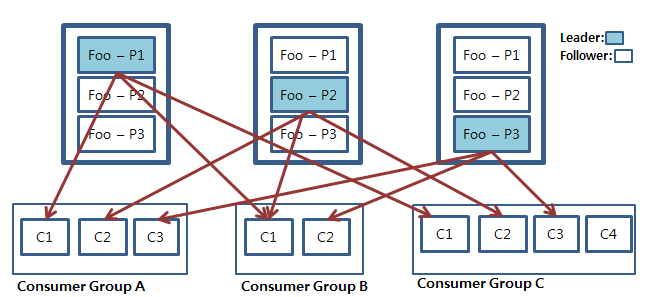 Leader:
Follower:
Foo – P1
Foo – P2
Foo – P3
Foo – P1
Foo – P2
Foo – P3
Foo – P1
Foo – P2
Foo – P3
C1 C2 C3
Consumer Group A
C1 C2
Consumer Group B
C1 C2 C3 C4
Consumer Group C